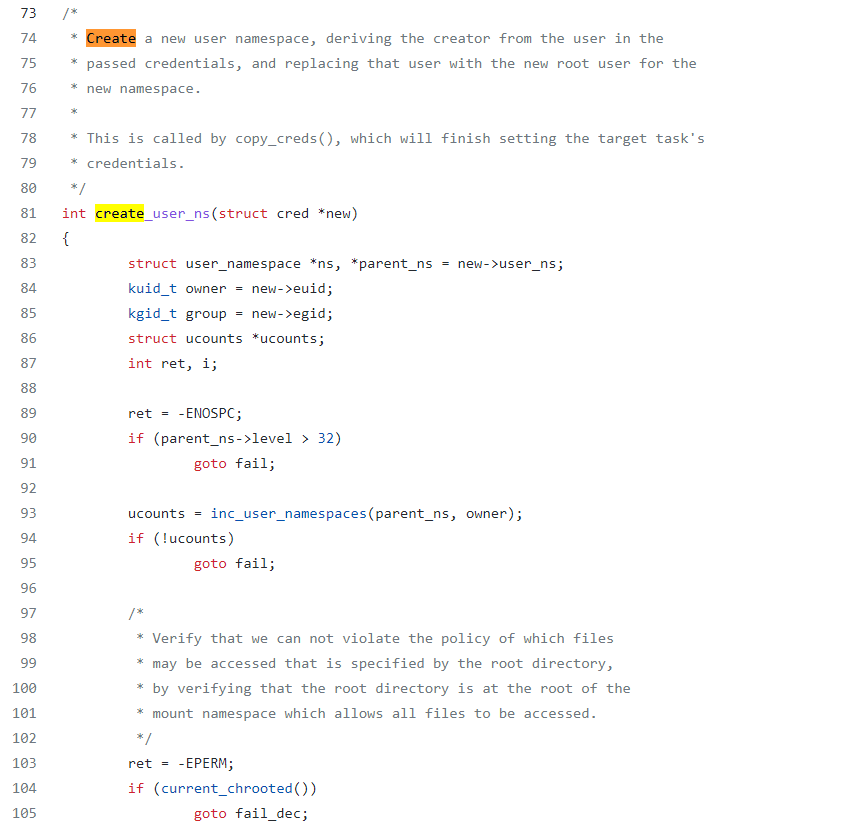 73 /*
74 * Create a new user namespace, deriving the creator from the user in the
75 * passed credentials, and replacing that user with the new root user for the
76 * new namespace.
77 *
78 * This is called by copy_creds(), which will finish setting the target task's
79 * credentials.
80 */
81 int create_user_ns(struct cred *new)
82 {
83 struct user_namespace *ns, *parent_ns = new->user_ns;
84 kuid_t owner = new->euid;
85 kgid_t group = new->egid;
86 struct ucounts *ucounts;
87 int ret, i;
88
89 ret = -ENOSPC;
90 if (parent_ns->level > 32)
91 goto fail;
92
93 ucounts = inc_user_namespaces(parent_ns, owner);
94 if (!ucounts)
95 goto fail;
96
97 /*
98 * Verify that we can not violate the policy of which files
99 * may be accessed that is specified by the root directory,
100 * by verifying that the root directory is at the root of the
101 * mount namespace which allows all files to be accessed.
102 */
103 ret = -EPERM;
104 if (current_chrooted())
105 goto fail_dec;